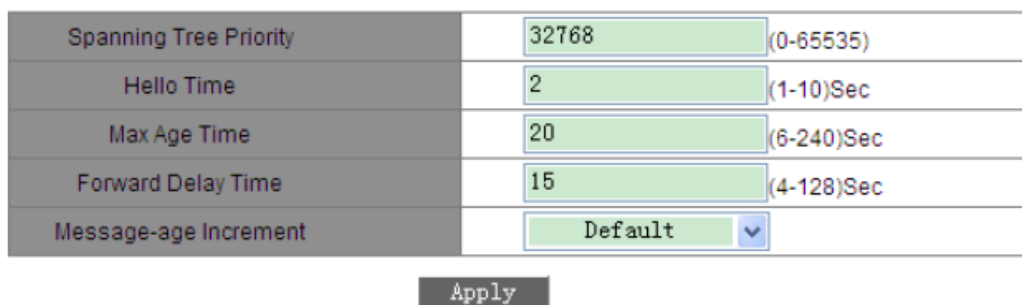 Spanning Tree Priority 32768 (0-65535)
Hello Time 2 (1-10)Sec
Max Age Time 20 (6-240)Sec
Forward Delay Time 15 (4-128)Sec
Message-age Increment Default
Apply